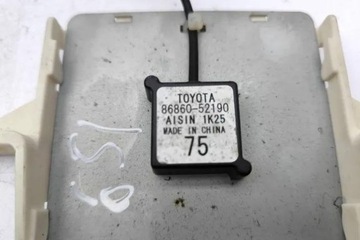 TOYOTA
86860-52190
AISIN 1K25
MADE IN CHINA
75